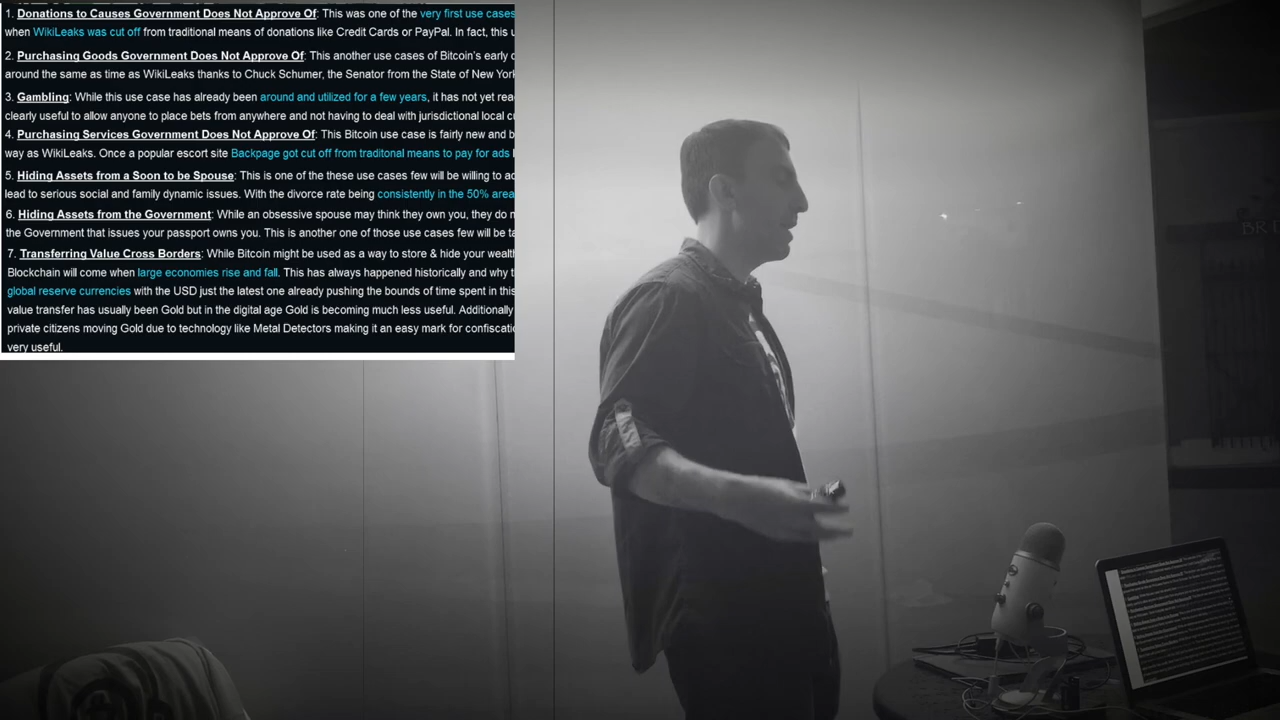 1. Donations to Causes Government Does Not Approve Of: This was one of the very first use cases
when WikiLeaks was cut off from traditional means of donations like Credit Cards or PayPal. In fact, this
2. Purchasing Goods Government Does Not Approve Of: This another use cases of Bitcoin's early
around the same as time as WikiLeaks thanks to Chuck Schumer, the Senator from the State of New York
3. Gambling: While this use case has already been around and utilized for a few years, it has not yet
clearly useful to allow anyone to place bets from anywhere and not having to deal with jurisdictional local
4. Purchasing Services Government Does Not Approve Of: This Bitcoin use case is fairly new and
way as WikiLeaks. Once a popular escort site Backpage got cut off from traditonal means to pay for ads
5. Hiding Assets from a Soon to be Spouse: This is one of the these use cases few will be willing to
lead to serious social and family dynamic issues. With the divorce rate being consistently in the 50% area
6. Hiding Assets from the Government: While an obsessive spouse may think they own you, they do
the Government that issues your passport owns you. This is another one of those use cases few will be
7. Transferring Value Cross Borders: While Bitcoin might be used as a way to store & hide your
Blockchain will come when large economies rise and fall. This has always happened historically and why
global reserve currencies with the USD just the latest one already pushing the bounds of time spent in this
value transfer has usually been Gold but in the digital age Gold is becoming much less useful. Additionally
private citizens moving Gold due to technology like Metal Detectors making it an easy mark for
very useful.